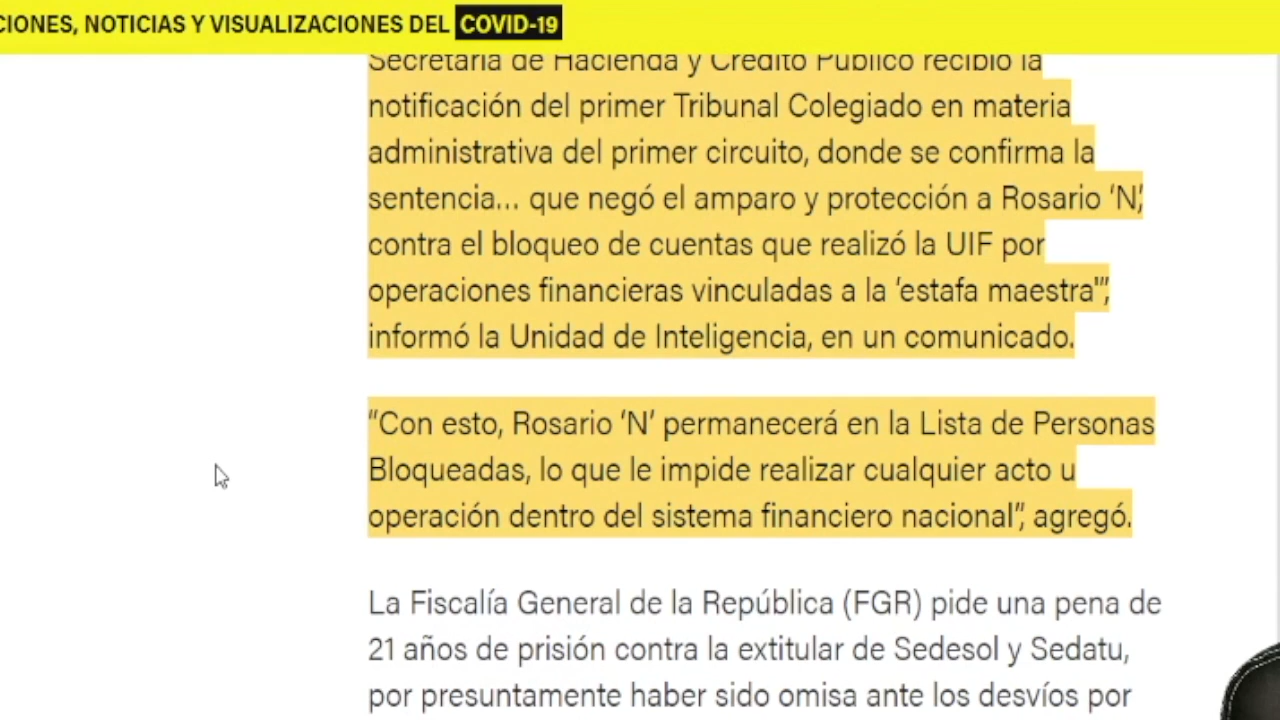 CIONES, NOTICIAS Y VISUALIZACIONES DEL COVID-19
Secretaría de Hacienda y Crédito Público recibió la
notificación del primer Tribunal Colegiado en materia
administrativa del primer circuito, donde se confirma la
sentencia... que negó el amparo y protección a Rosario ‘N’,
contra el bloqueo de cuentas que realizó la UIF por
operaciones financieras vinculadas a la ‘estafa maestra’”,
informó la Unidad de Inteligencia, en un comunicado.
“Con esto, Rosario ‘N’ permanecerá en la Lista de Personas
Bloqueadas, lo que le impide realizar cualquier acto u
operación dentro del sistema financiero nacional”, agregó.
La Fiscalía General de la República (FGR) pide una pena de
21 años de prisión contra la extitular de Sedesol y Sedatu,
por presuntamente haber sido omisa ante los desvíos por